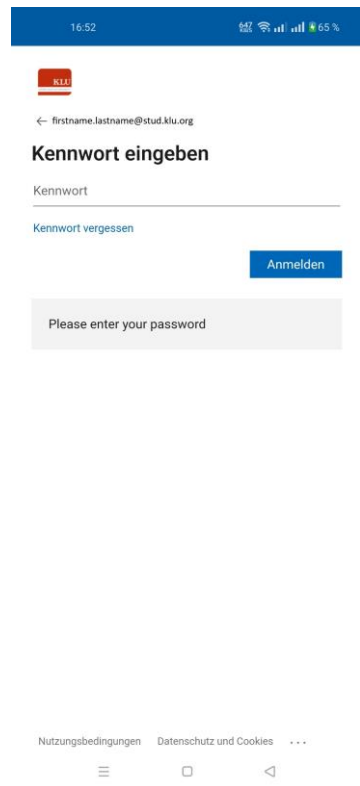 16:52
65 %
KLU
← firstname.lastname@stud.klu.org
Kennwort eingeben
Kennwort
Kennwort vergessen
Anmelden
Please enter your password
Nutzungsbedingungen Datenschutz und Cookies ...